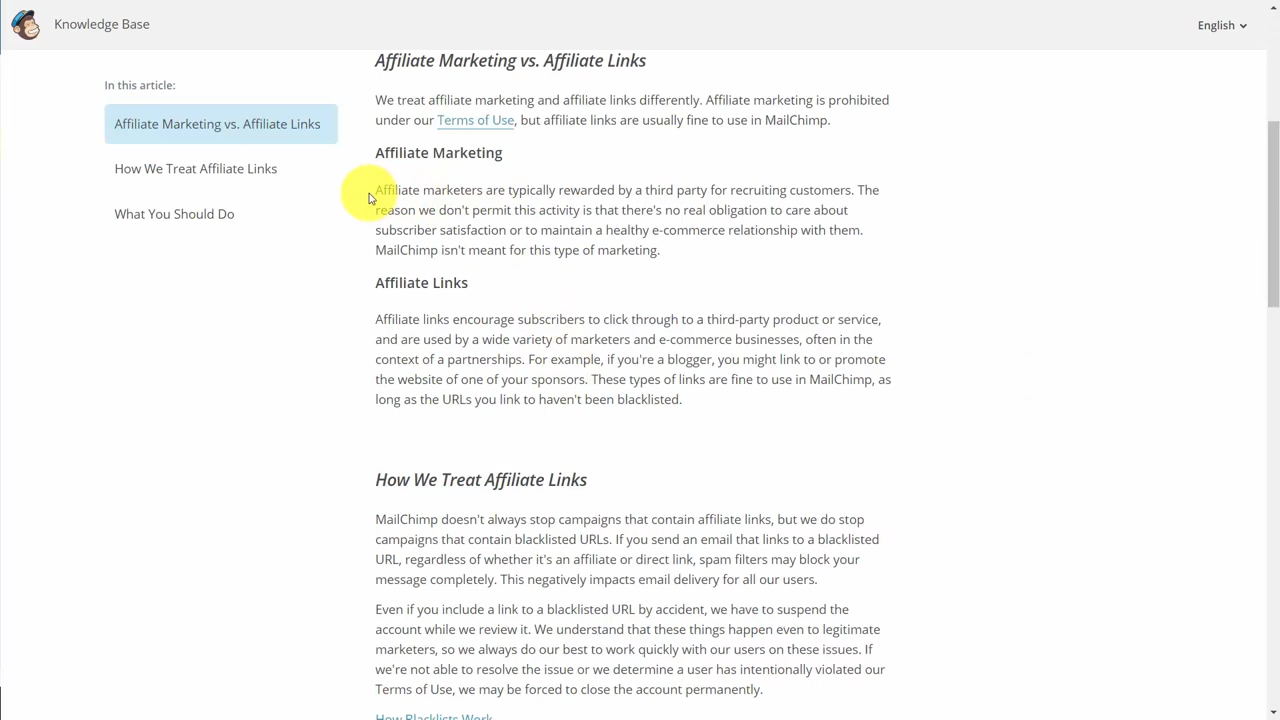 Knowledge Base
English
In this article:
Affiliate Marketing vs. Affiliate Links
How We Treat Affiliate Links
What You Should Do
Affiliate Marketing vs. Affiliate Links
We treat affiliate marketing and affiliate links differently. Affiliate marketing is prohibited
under our Terms of Use, but affiliate links are usually fine to use in MailChimp.
Affiliate Marketing
Affiliate marketers are typically rewarded by a third party for recruiting customers. The
reason we don't permit this activity is that there's no real obligation to care about
subscriber satisfaction or to maintain a healthy e-commerce relationship with them.
MailChimp isn't meant for this type of marketing.
Affiliate Links
Affiliate links encourage subscribers to click through to a third-party product or service,
and are used by a wide variety of marketers and e-commerce businesses, often in the
context of a partnerships. For example, if you're a blogger, you might link to or promote
the website of one of your sponsors. These types of links are fine to use in MailChimp, as
long as the URLs you link to haven't been blacklisted.
How We Treat Affiliate Links
MailChimp doesn't always stop campaigns that contain affiliate links, but we do stop
campaigns that contain blacklisted URLs. If you send an email that links to a blacklisted
URL, regardless of whether it's an affiliate or direct link, spam filters may block your
message completely. This negatively impacts email delivery for all our users.
Even if you include a link to a blacklisted URL by accident, we have to suspend the
account while we review it. We understand that these things happen even to legitimate
marketers, so we always do our best to work quickly with our users on these issues. If
we're not able to resolve the issue or we determine a user has intentionally violated our
Terms of Use, we may be forced to close the account permanently.
How Blacklists Work